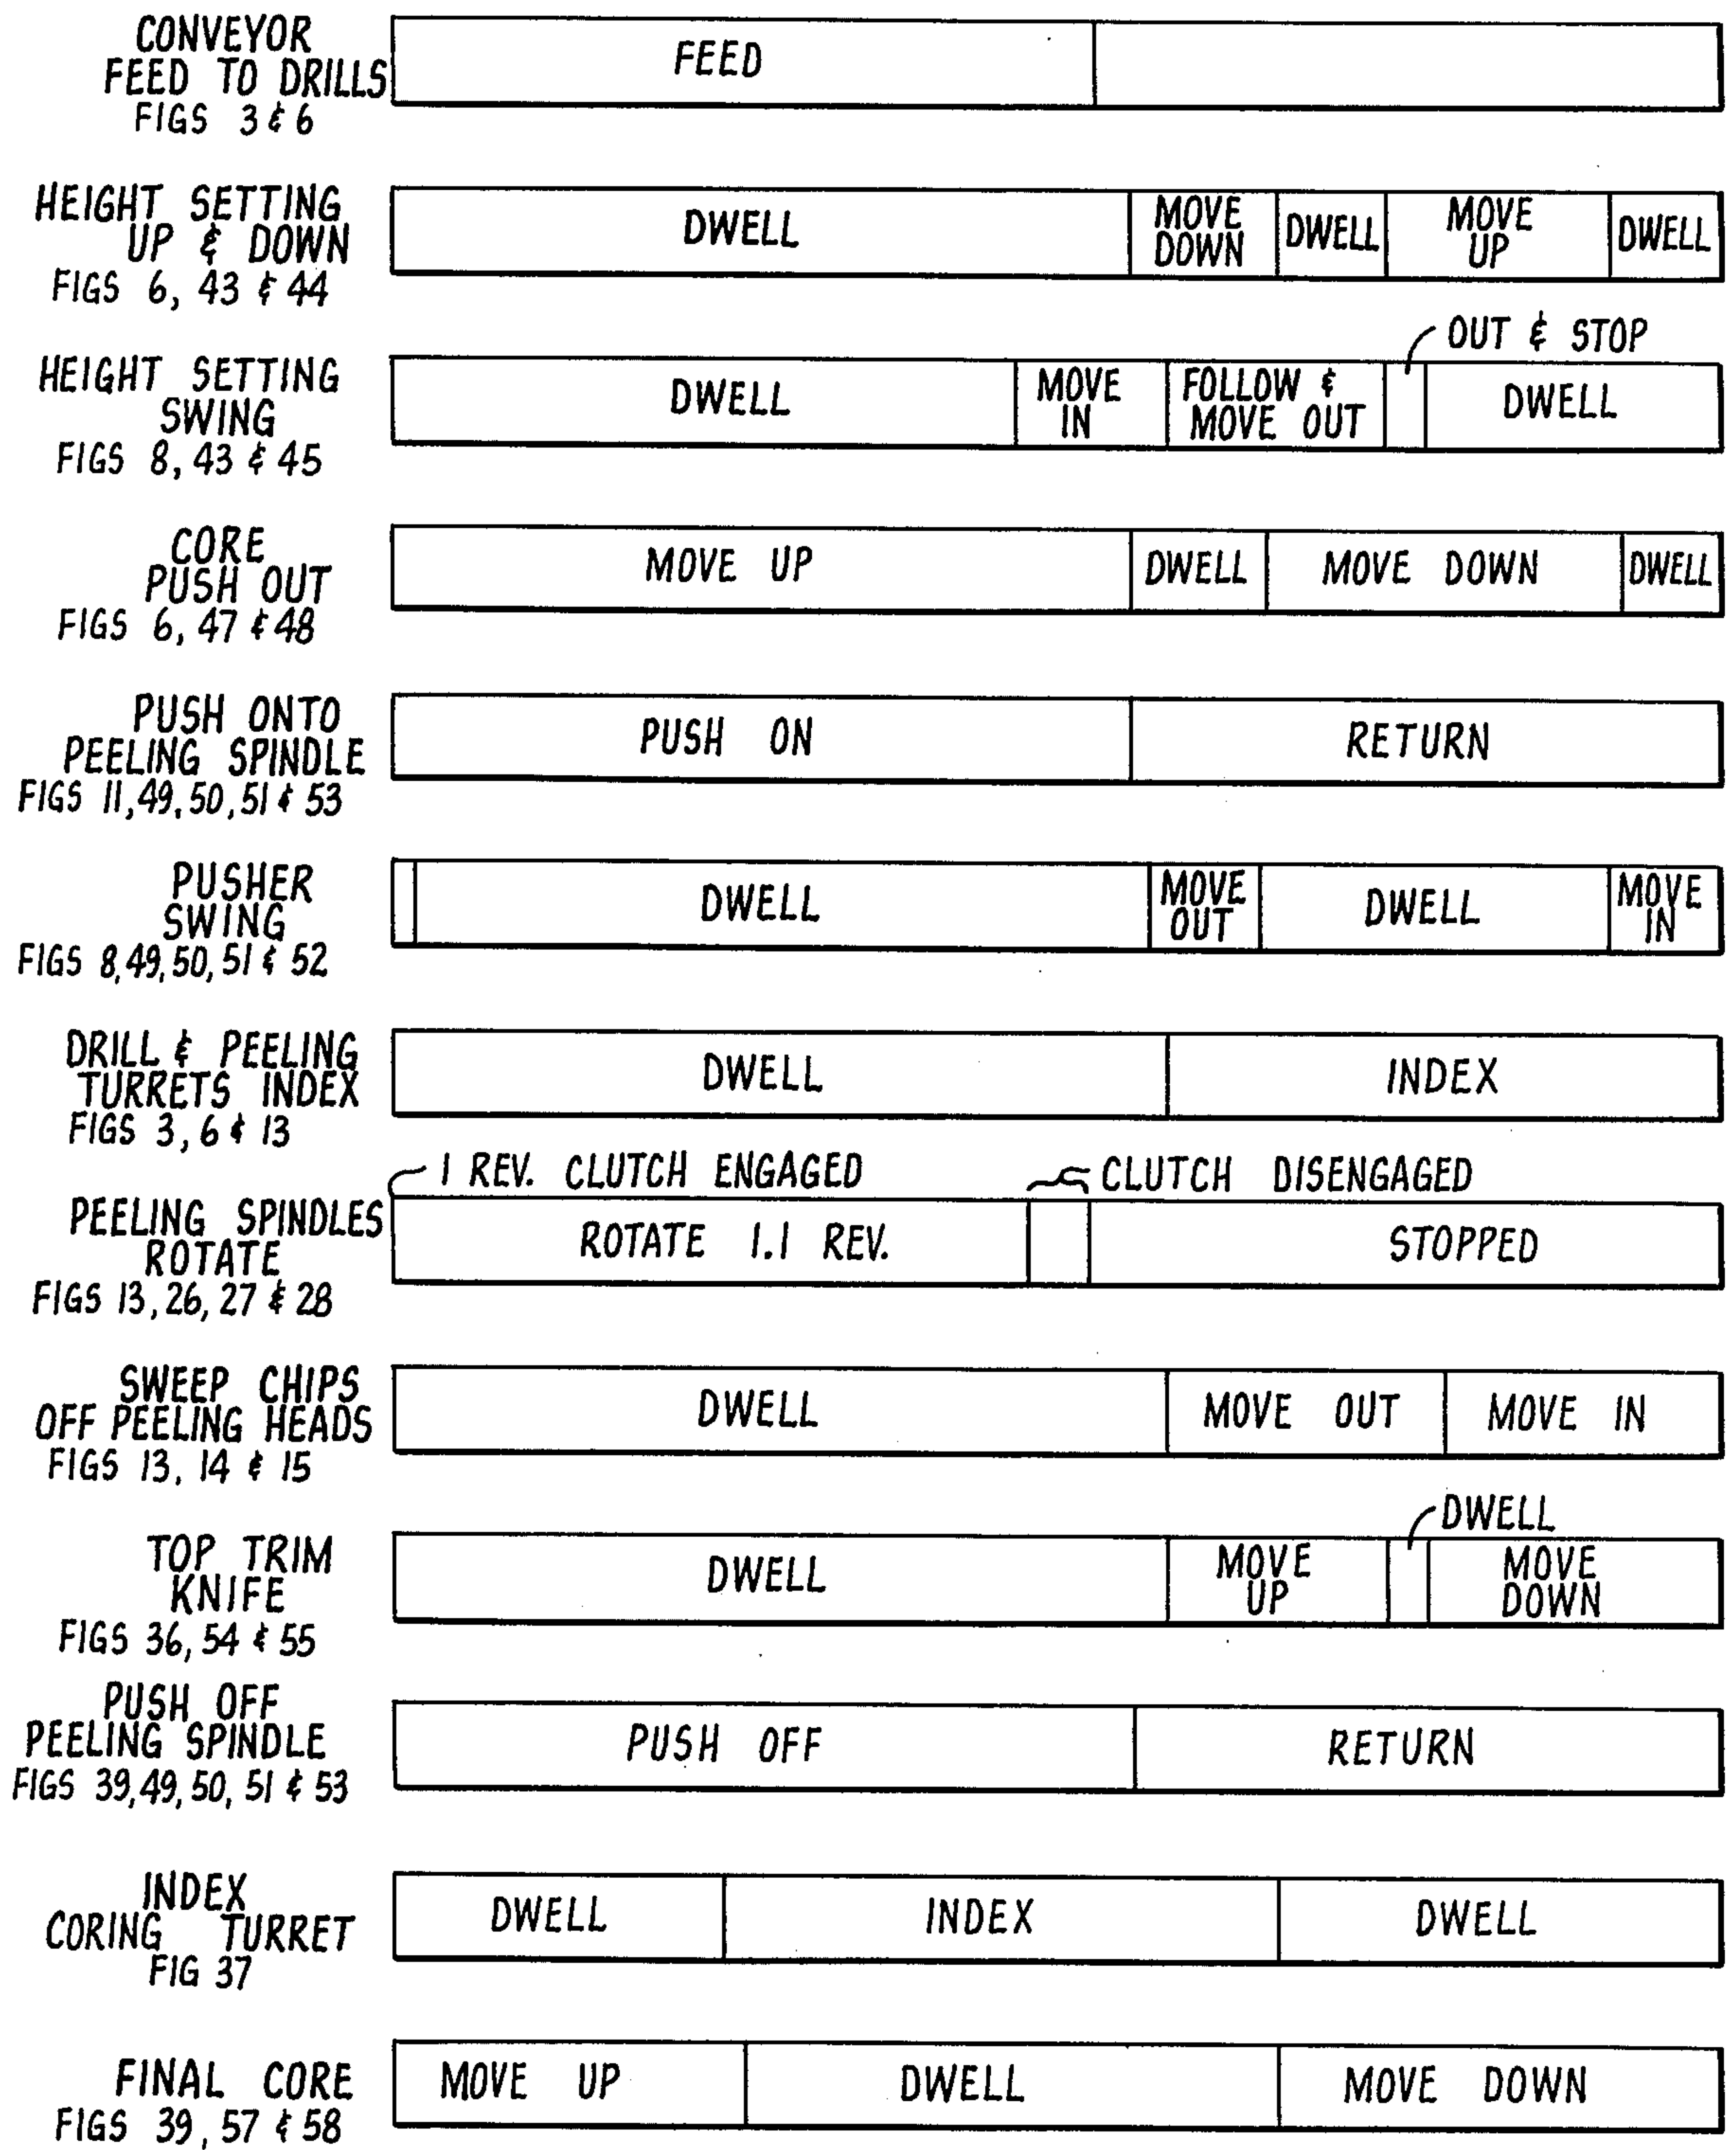 CONVEYOR
FEED TO DRILLS
FIGS 3 & 6
FEED
HEIGHT SETTING
UP & DOWN
FIGS 6, 43 & 44
DWELL
MOVE
DOWN
DWELL
MOVE
UP
DWELL
OUT & STOP
HEIGHT SETTING
SWING
FIGS 8, 43 & 45
DWELL
MOVE
IN
FOLLOW &
MOVE OUT
DWELL
CORE
PUSH OUT
FIGS 6, 47 & 48
MOVE UP
DWELL
MOVE DOWN
DWELL
PUSH ONTO
PEELING SPINDLE
FIGS 11, 49, 50, 51 & 53
PUSH ON
RETURN
PUSHER
SWING
FIGS 8, 49, 50, 51 & 52
DWELL
MOVE
OUT
DWELL
MOVE
IN
DRILL & PEELING
TURRETS INDEX
FIGS 3, 6 & 13
DWELL
INDEX
1 REV. CLUTCH ENGAGED
CLUTCH DISENGAGED
PEELING SPINDLES
ROTATE
FIGS 13, 26, 27 & 28
ROTATE 1.1 REV.
STOPPED
SWEEP CHIPS
OFF PEELING HEADS
FIGS 13, 14 & 15
DWELL
MOVE OUT
MOVE IN
DWELL
TOP TRIM
KNIFE
FIGS 36, 54 & 55
DWELL
MOVE
UP
MOVE
DOWN
PUSH OFF
PEELING SPINDLE
FIGS 39, 49, 50, 51 & 53
PUSH OFF
RETURN
INDEX
CORING TURRET
FIG 37
DWELL
INDEX
DWELL
FINAL CORE
FIGS 39, 57 & 58
MOVE UP
DWELL
MOVE DOWN